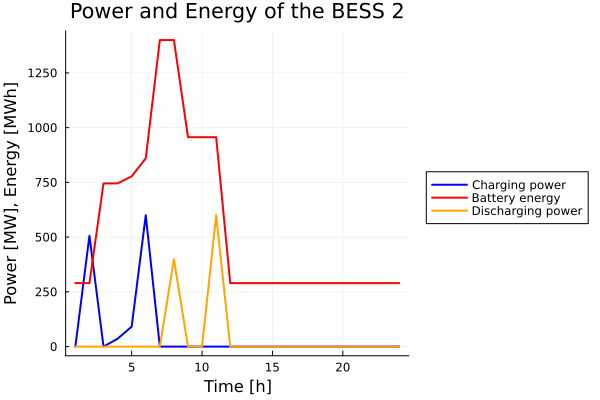 Power and Energy of the BESS 2
Power [MW], Energy [MWh]
1250
1000
750
500
250
0
5
10
15
20
Time [h]
Charging power
Battery energy
Discharging power